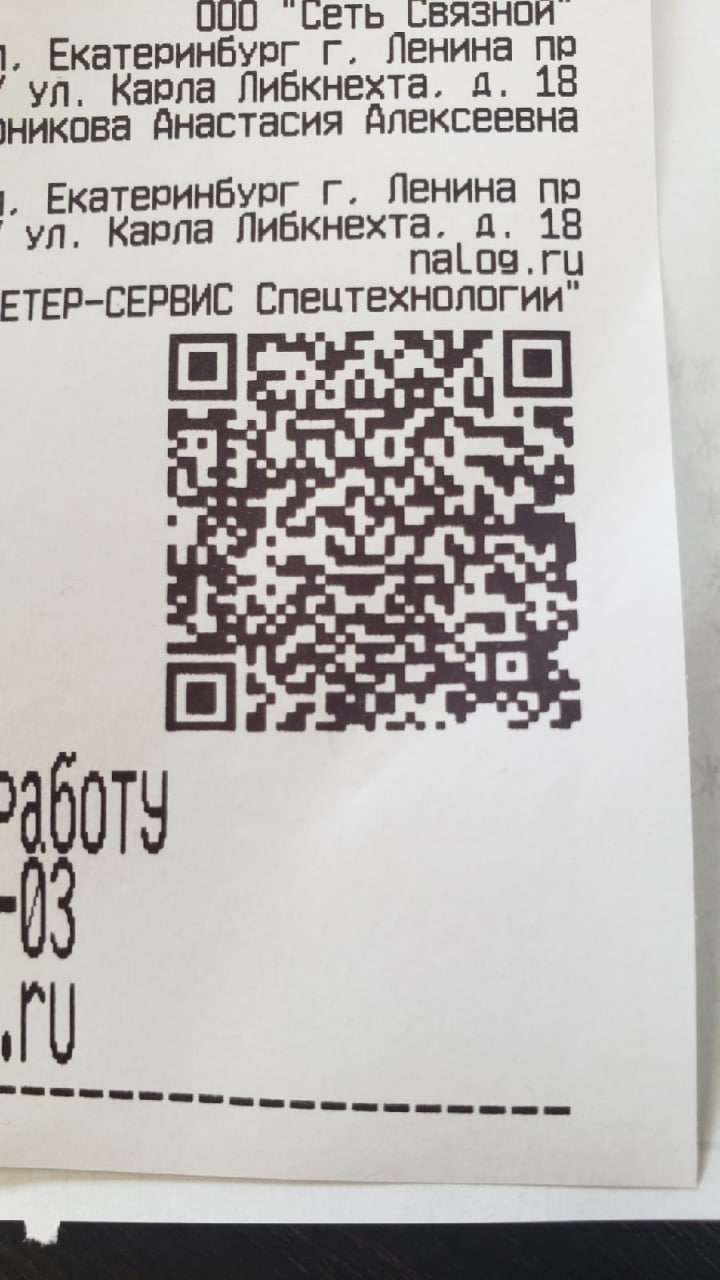 ООО "Сеть Связной"
л. Екатеринбург г. Ленина пр
ул. Карла Либкнехта. д. 18
оникова Анастасия Алексеевна
л. Екатеринбург г. Ленина пр
ул. Карла Либкнехта. д. 18
nalog.ru
ЕТЕР-СЕРВИС Спецтехнологии"
работу
-03
.ru